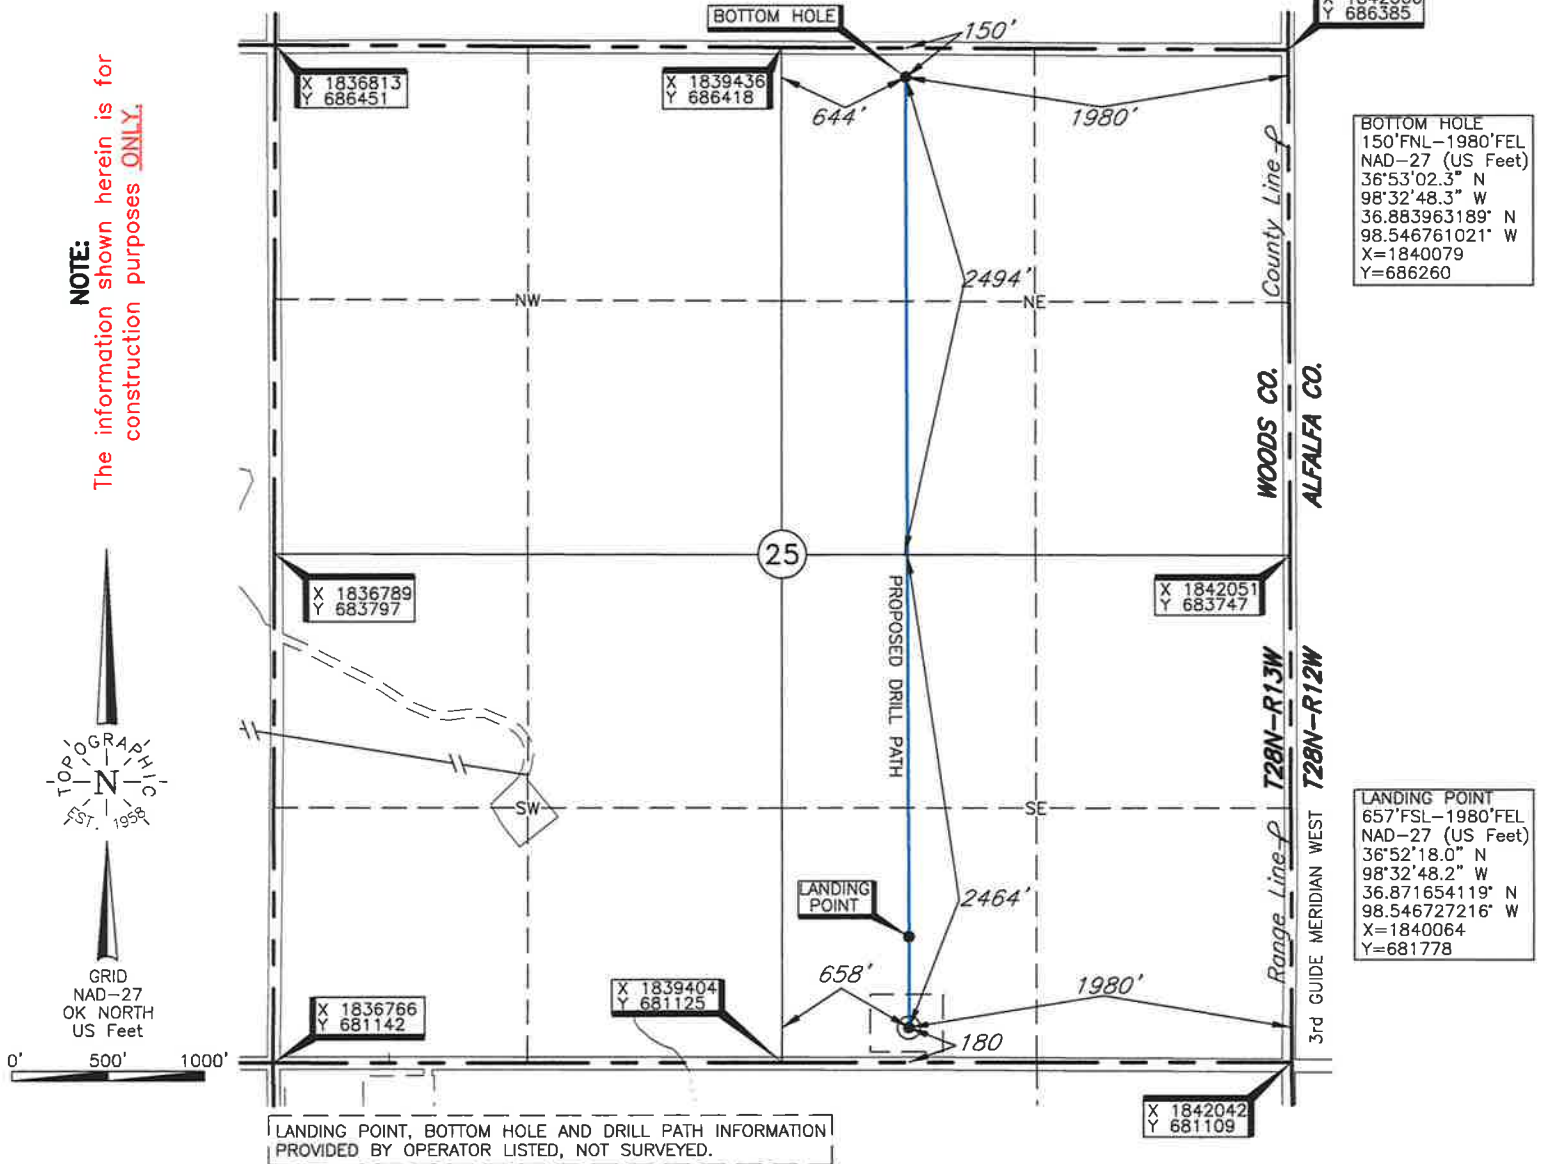 BOTTOM HOLE
150'
Y 686385
X 1836813
Y 686451
X 1839436
Y 686418
644'
1980'
NOTE:
The information shown herein is for
construction purposes ONLY.
BOTTOM HOLE
150'FNL-1980'FEL
NAD-27 (US Feet)
36°53'02.3" N
98°32'48.3" W
36.883963189° N
98.546761021° W
X=1840079
Y=686260
County Line
2494'
NW
NE
WOODS CO.
ALFALFA CO.
25
X 1836789
Y 683797
X 1842051
Y 683747
PROPOSED DRILL PATH
T28N-R13W
T28N-R12W
TOPOGRAPHIC
N
EST. 1958
SW
SE
3rd GUIDE MERIDIAN WEST
Range Line
LANDING POINT
657'FSL-1980'FEL
NAD-27 (US Feet)
36°52'18.0" N
98°32'48.2" W
36.871654119° N
98.546727216° W
X=1840064
Y=681778
LANDING
POINT
2464'
658'
1980'
180
GRID
NAD-27
OK NORTH
US Feet
0' 500' 1000'
X 1836766
Y 681142
X 1839404
Y 681125
X 1842042
Y 681109
LANDING POINT, BOTTOM HOLE AND DRILL PATH INFORMATION
PROVIDED BY OPERATOR LISTED, NOT SURVEYED.